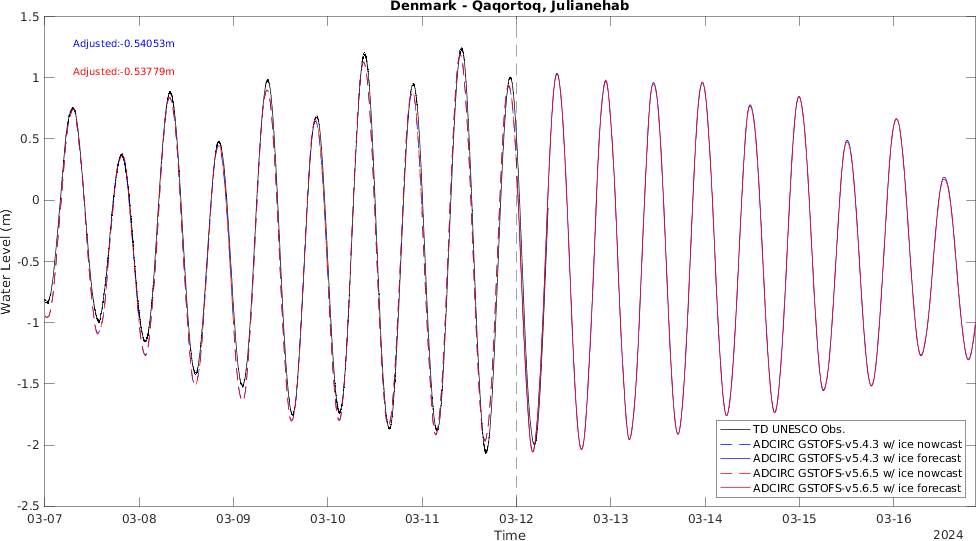 Denmark - Qaqortoq, Julianehab
Adjusted:-0.54053m
Adjusted:-0.53779m
Water Level (m)
1.5
1
0.5
0
-0.5
-1
-1.5
-2
-2.5
TD UNESCO Obs.
ADCIRC GSTOFS-v5.4.3 w/ ice nowcast
ADCIRC GSTOFS-v5.4.3 w/ ice forecast
ADCIRC GSTOFS-v5.6.5 w/ ice nowcast
ADCIRC GSTOFS-v5.6.5 w/ ice forecast
03-07 03-08 03-09 03-10 03-11 03-12 03-13 03-14 03-15 03-16
Time
2024